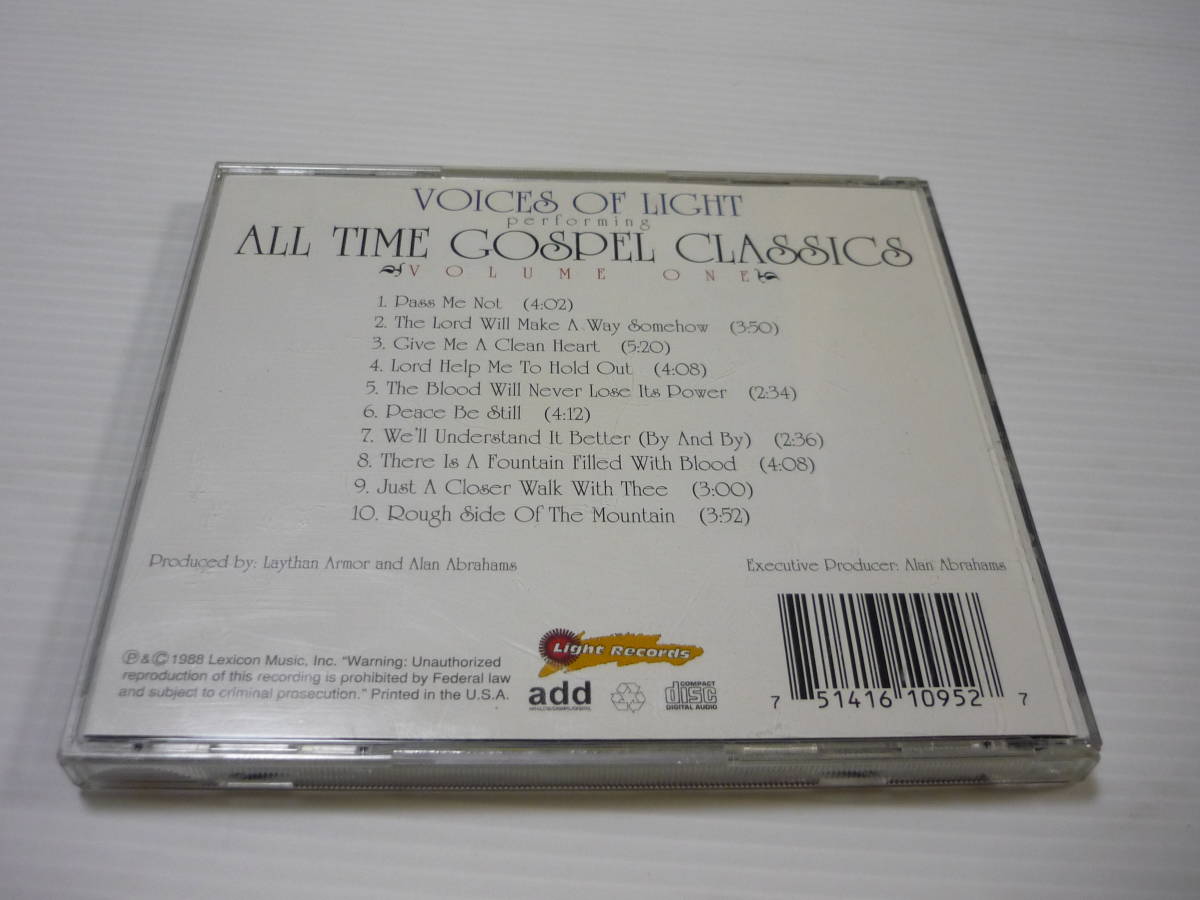 VOICES OF LIGHT
performing
ALL TIME GOSPEL CLASSICS
VOLUME ONE
1. Pass Me Not (4:02)
2. The Lord Will Make A Way Somehow (3:50)
3. Give Me A Clean Heart (5:20)
4. Lord Help Me To Hold Out (4:08)
5. The Blood Will Never Lose Its Power (2:34)
6. Peace Be Still (4:12)
7. We'll Understand It Better (By And By) (2:36)
8. There Is A Fountain Filled With Blood (4:08)
9. Just A Closer Walk With Thee (3:00)
10. Rough Side Of The Mountain (3:52)
Produced by: Laythan Armor and Alan Abrahams
Executive Producer: Alan Abrahams
Ⓟ & © 1988 Lexicon Music, Inc. "Warning: Unauthorized
reproduction of this recording is prohibited by Federal law
and subject to criminal prosecution." Printed in the U.S.A.
Light Records
add
COMPACT
disc
DIGITAL AUDIO
7 51416 10952 7